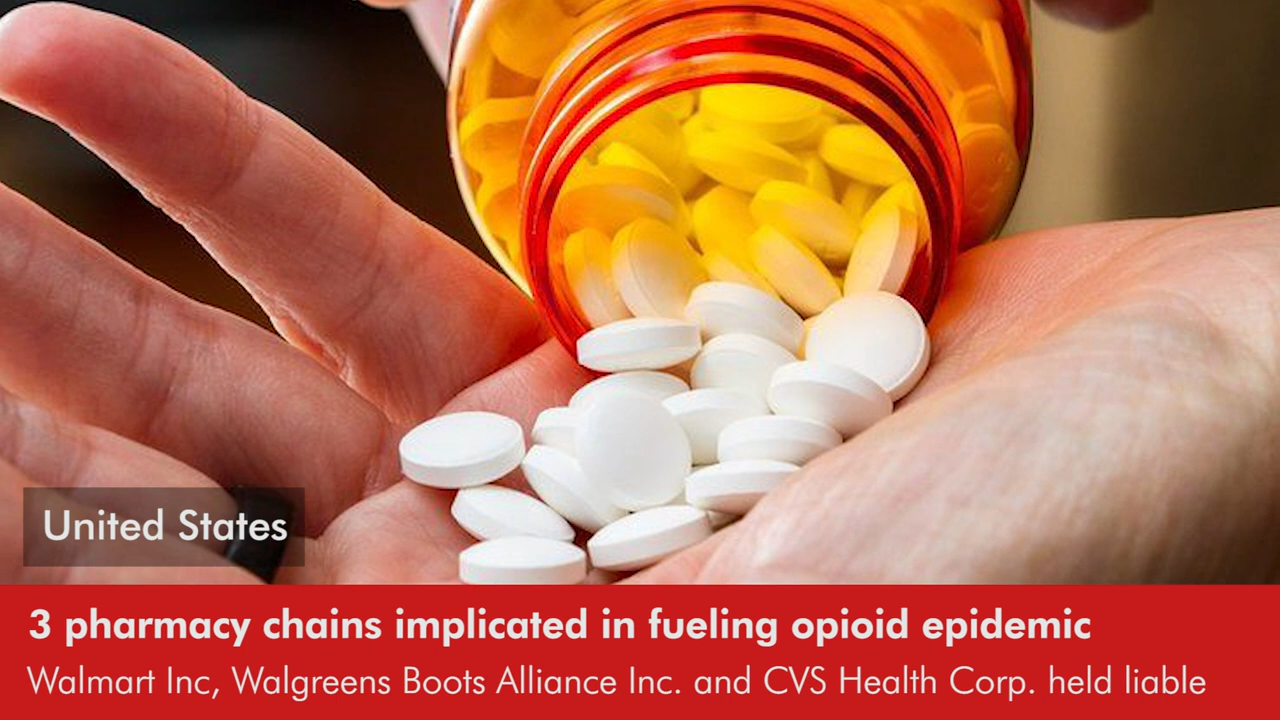 United States
3 pharmacy chains implicated in fueling opioid epidemic
Walmart Inc, Walgreens Boots Alliance Inc. and CVS Health Corp. held liable